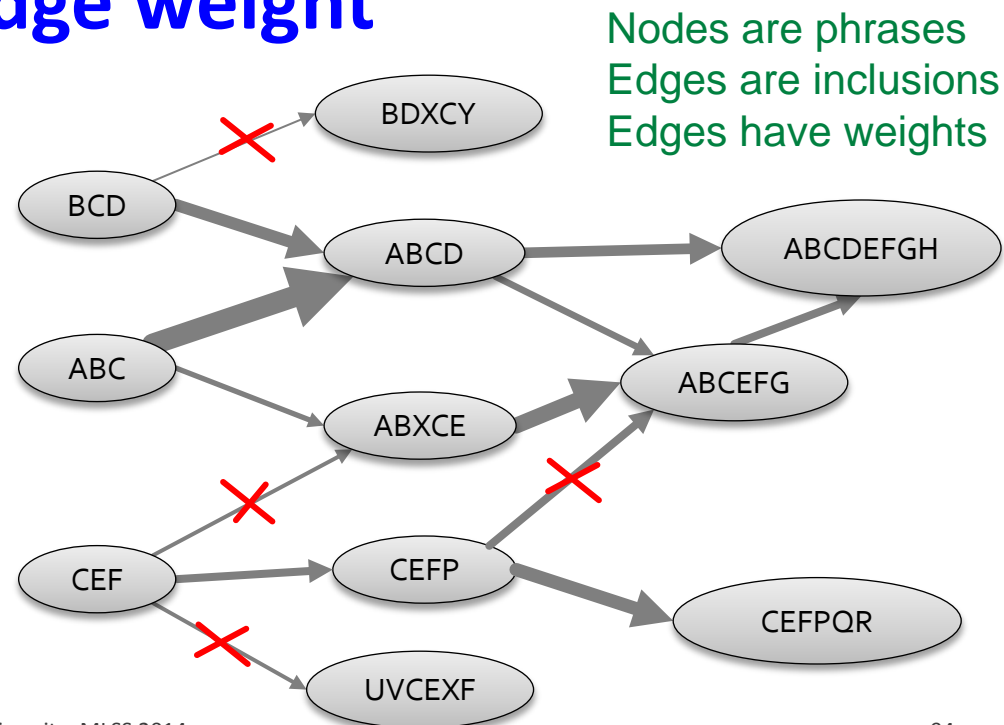 dge weight
Nodes are phrases
Edges are inclusions
Edges have weights
BDXCY
BCD
ABCD
ABCDEFGH
ABC
ABCEFG
ABXCE
CEF
CEFP
CEFPQR
UVCEXF